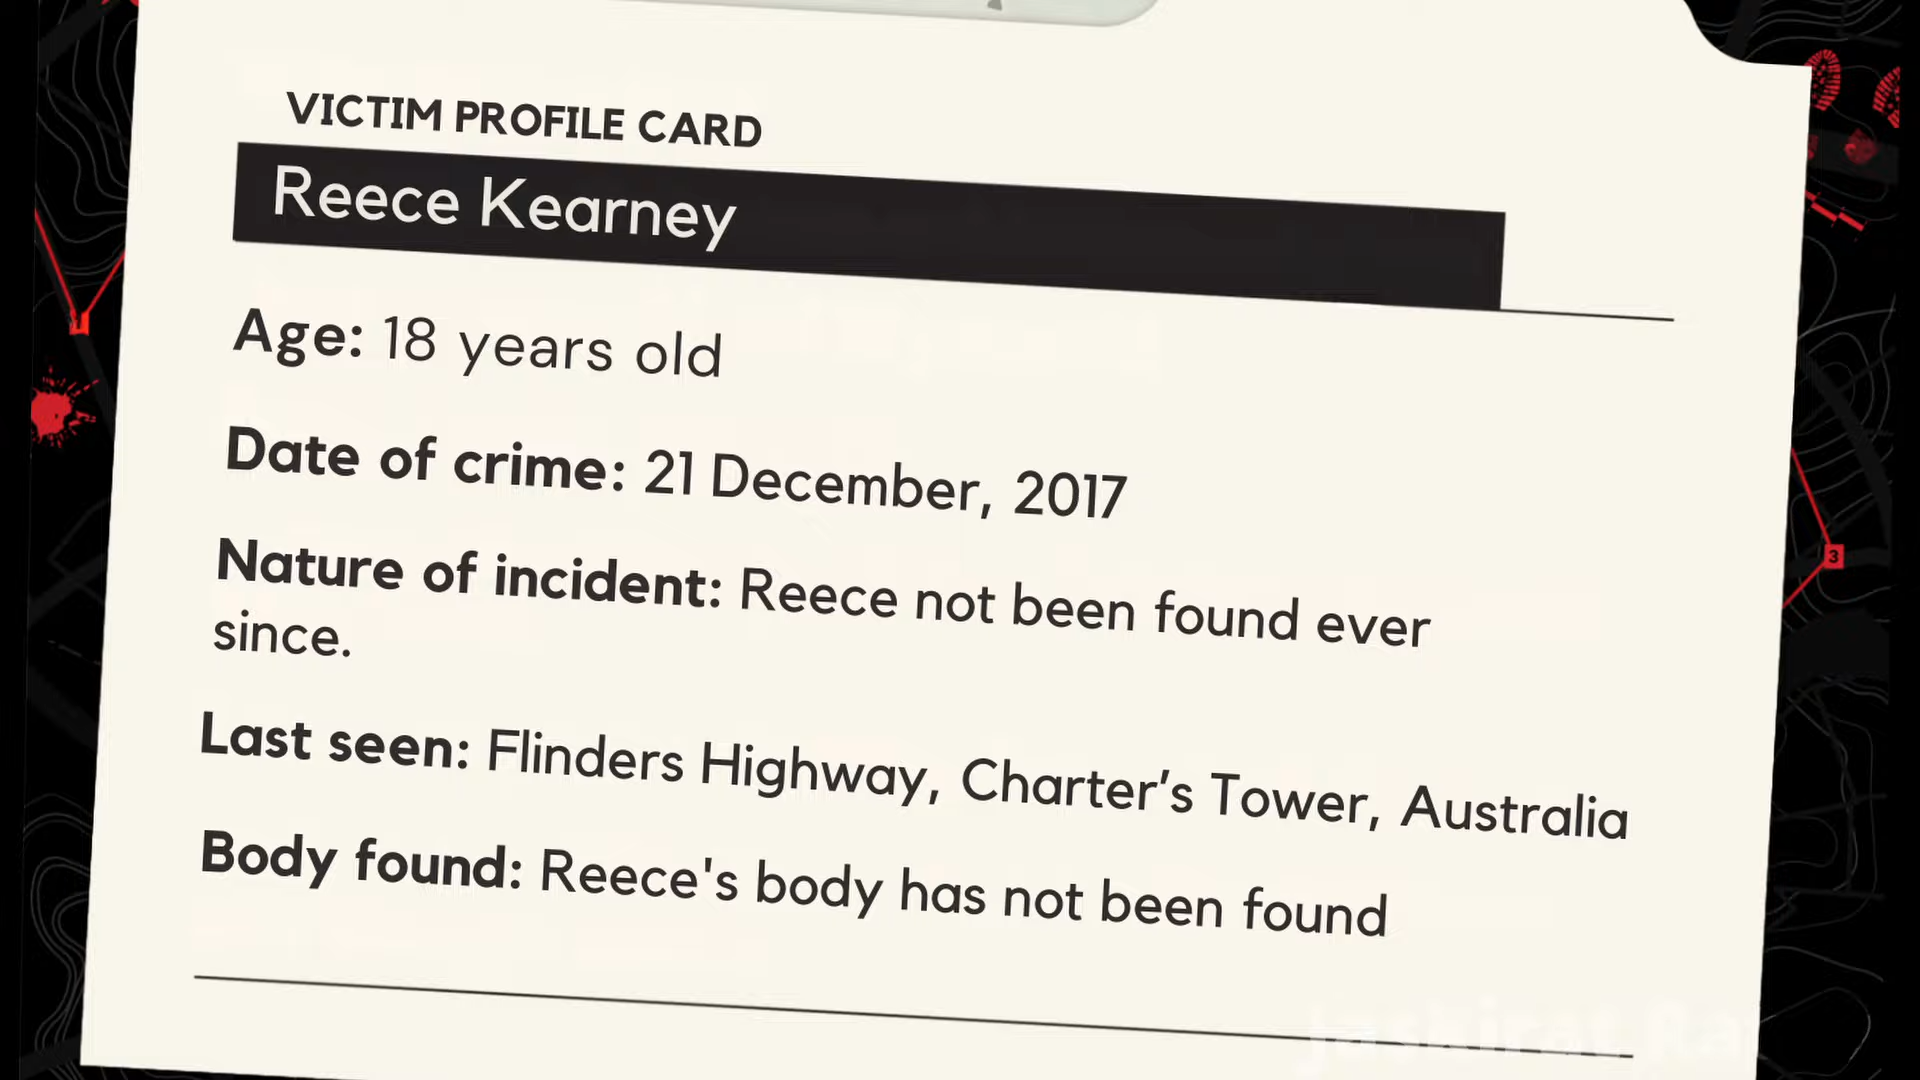 VICTIM PROFILE CARD
Reece Kearney
Age: 18 years old
Date of crime: 21 December, 2017
Nature of incident: Reece not been found ever
since.
Last seen: Flinders Highway, Charter’s Tower, Australia
Body found: Reece's body has not been found
3